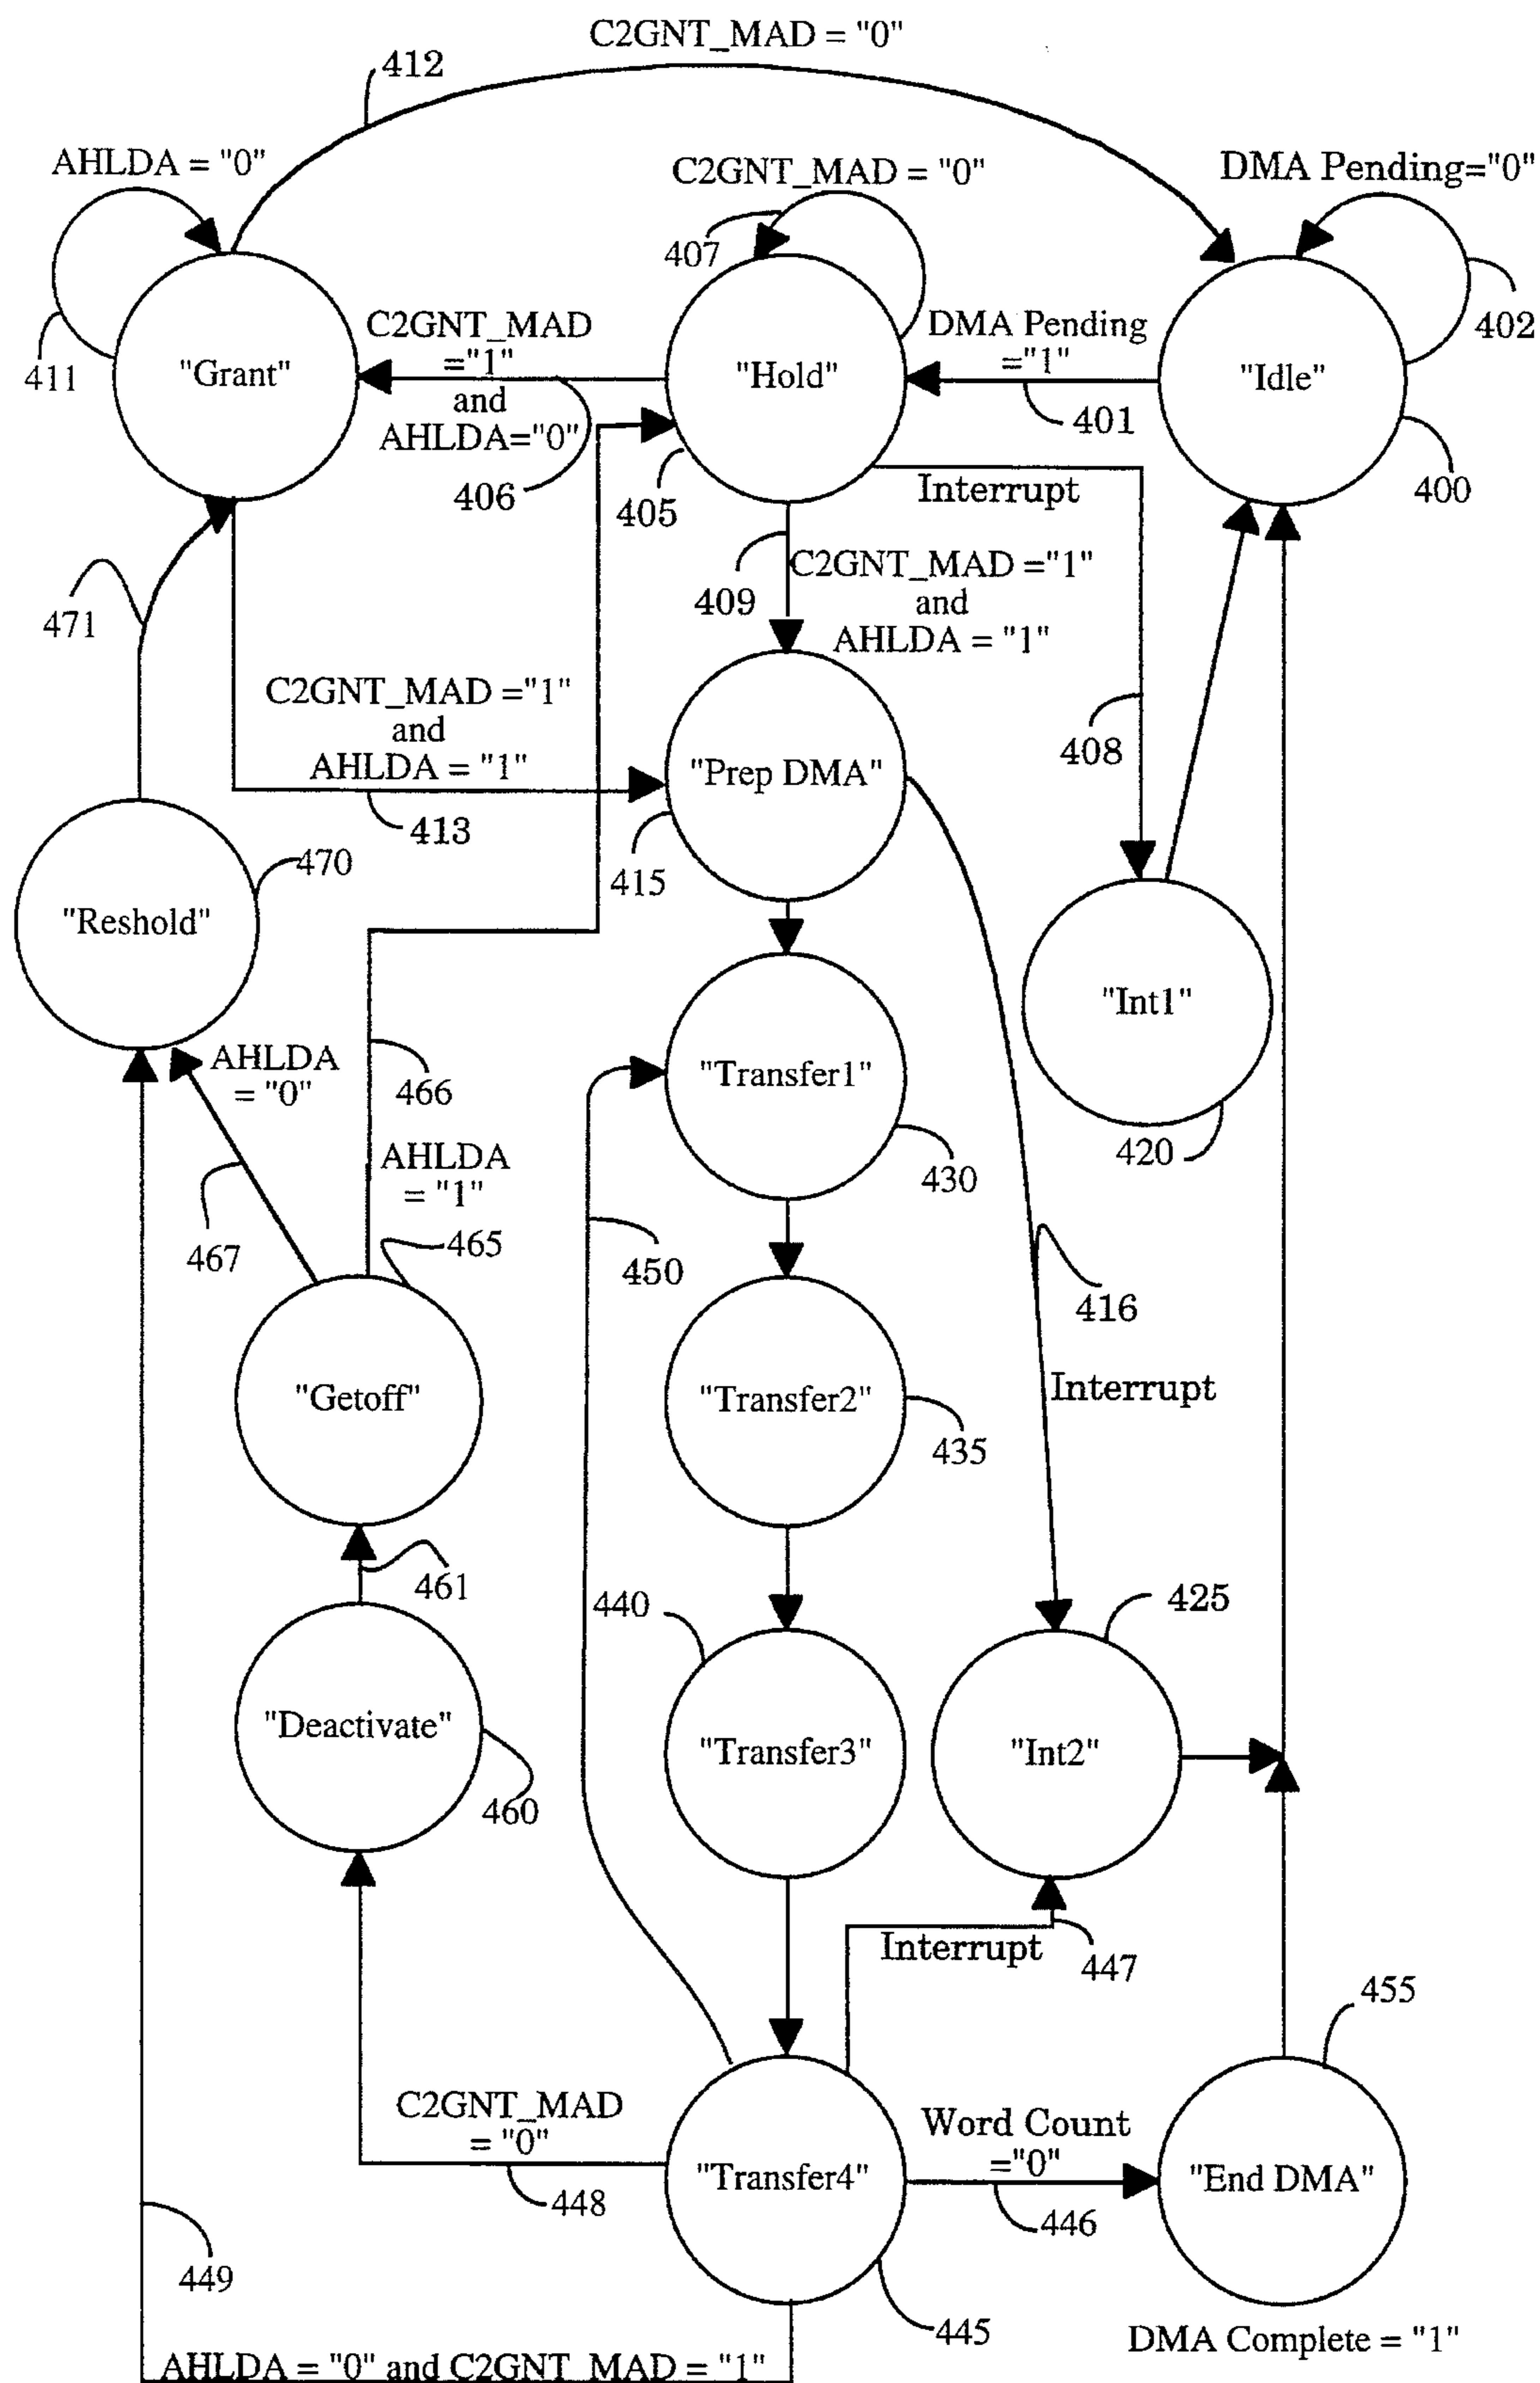 C2GNT_MAD = "0"
412
AHLDA = "0"
C2GNT_MAD = "0"
DMA Pending="0"
407
402
411
"Grant"
C2GNT_MAD
="1"
and
AHLDA="0"
406
"Hold"
405
DMA Pending
="1"
401
"Idle"
400
Interrupt
409
C2GNT_MAD ="1"
and
AHLDA = "1"
471
C2GNT_MAD ="1"
and
AHLDA = "1"
413
"Prep DMA"
415
408
470
"Reshold"
"Int1"
420
AHLDA
= "0"
466
"Transfer1"
430
AHLDA
= "1"
467
465
450
416
"Getoff"
"Transfer2"
435
Interrupt
461
440
425
"Deactivate"
460
"Transfer3"
"Int2"
Interrupt
447
455
C2GNT_MAD
= "0"
448
"Transfer4"
445
Word Count
="0"
446
"End DMA"
449
DMA Complete = "1"
AHLDA = "0" and C2GNT_MAD = "1"